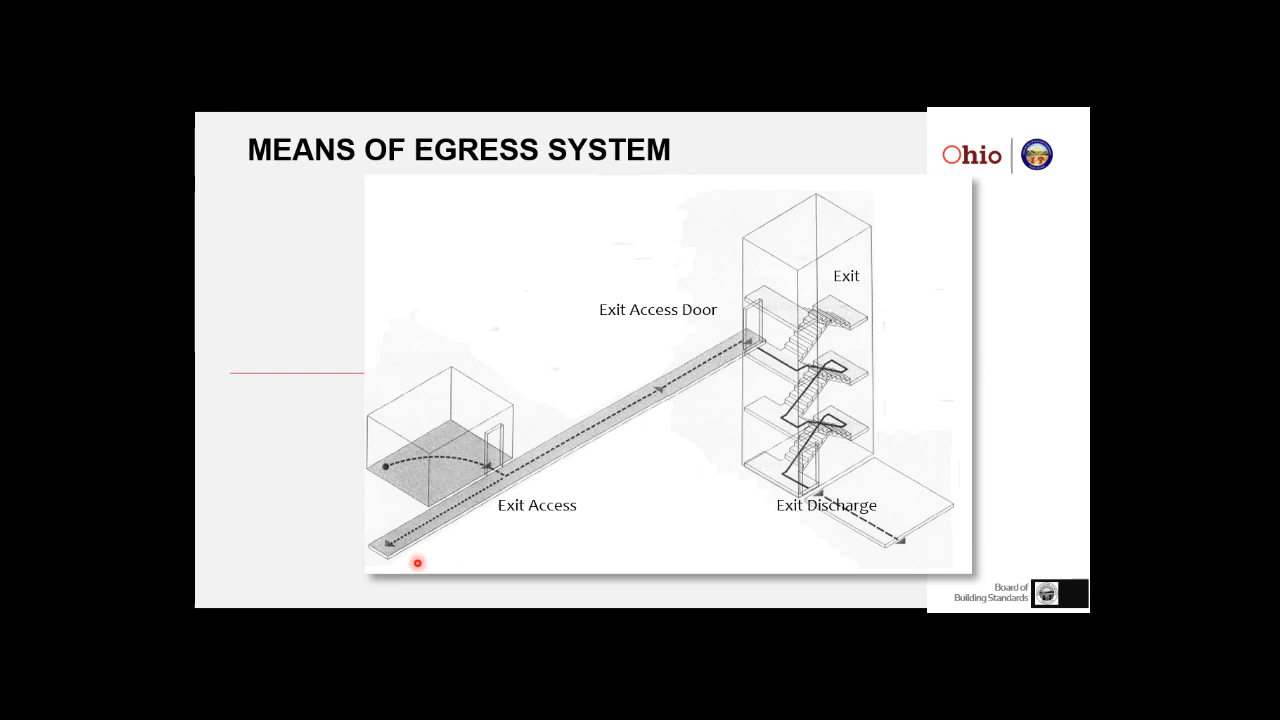 MEANS OF EGRESS SYSTEM
Ohio
Exit
Exit Access Door
Exit Access
Exit Discharge
Board of
Building Standards